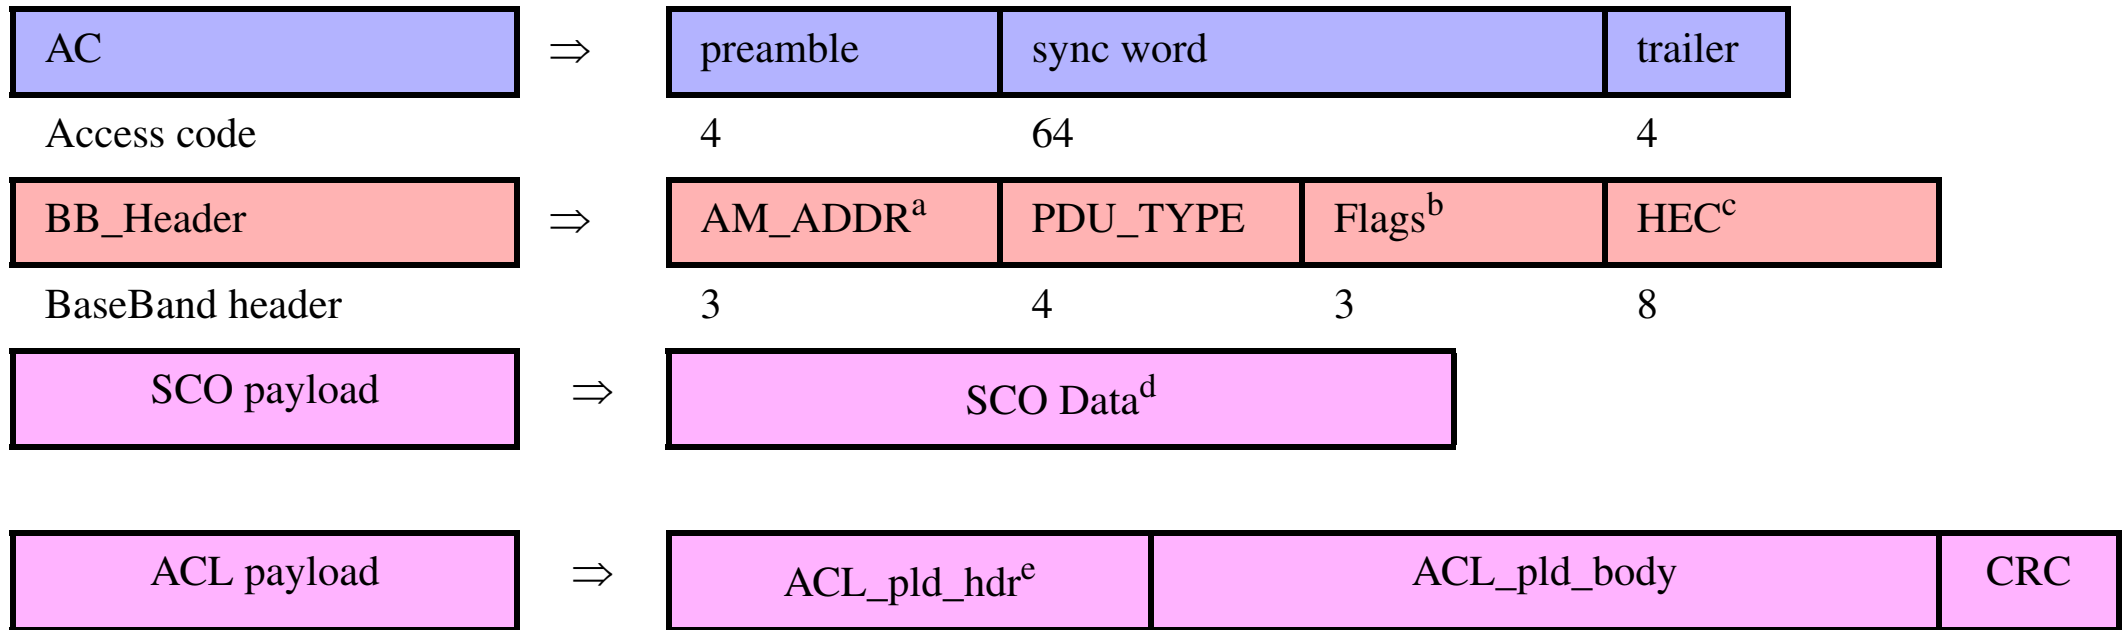 AC ⇒ preamble sync word trailer
Access code 4 64 4
BB_Header ⇒ AM_ADDRa PDU_TYPE Flagsb HECc
BaseBand header 3 4 3 8
SCO payload ⇒ SCO Datad
ACL payload ⇒ ACL_pld_hdre ACL_pld_body CRC